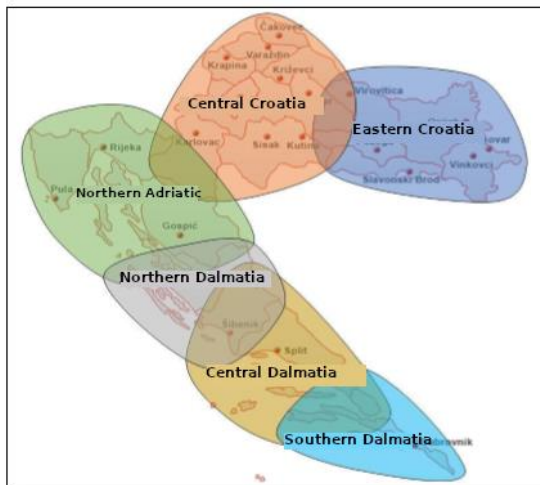 Čakovec
Varaždin
Krapina
Križevci
Central Croatia
Virovitica
Eastern Croatia
Karlovac
Sisak
Kutina
Vinkovci
Slavonski Brod
Rijeka
Pula
Northern Adriatic
Gospić
Northern Dalmatia
Šibenik
Split
Central Dalmatia
Southern Dalmatia